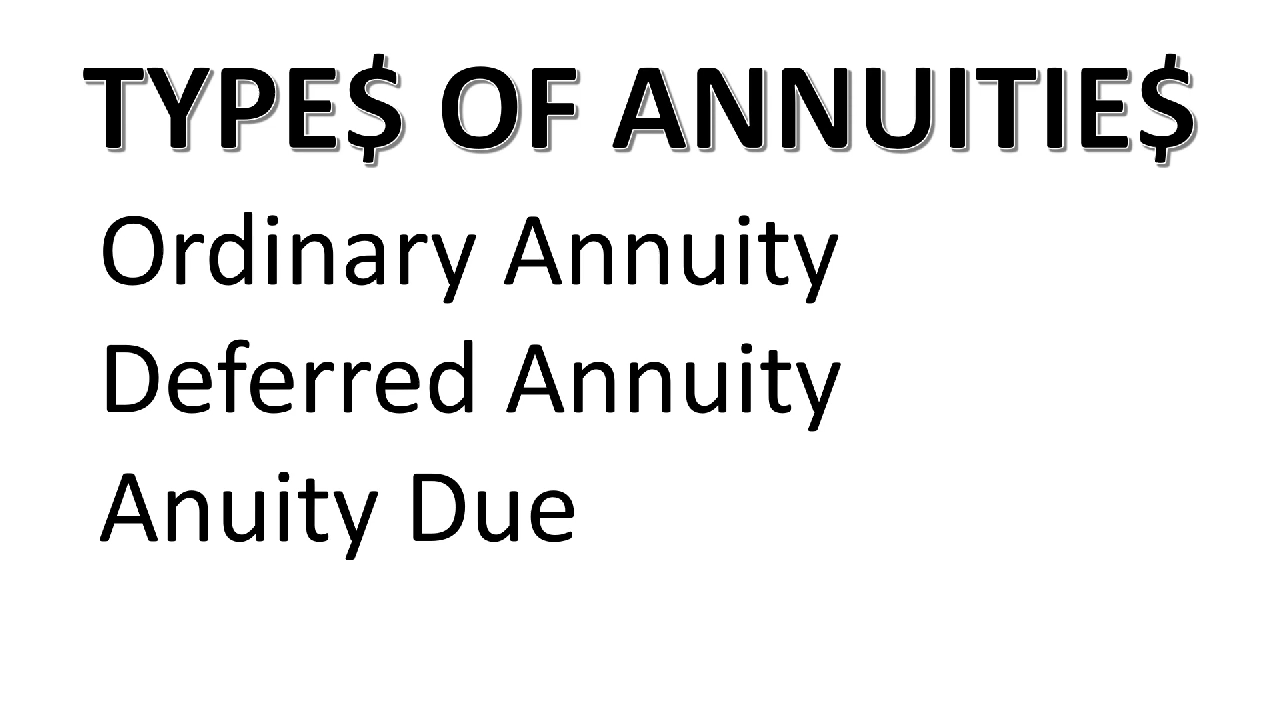 TYPE$ OF ANNUITIE$
Ordinary Annuity
Deferred Annuity
Anuity Due